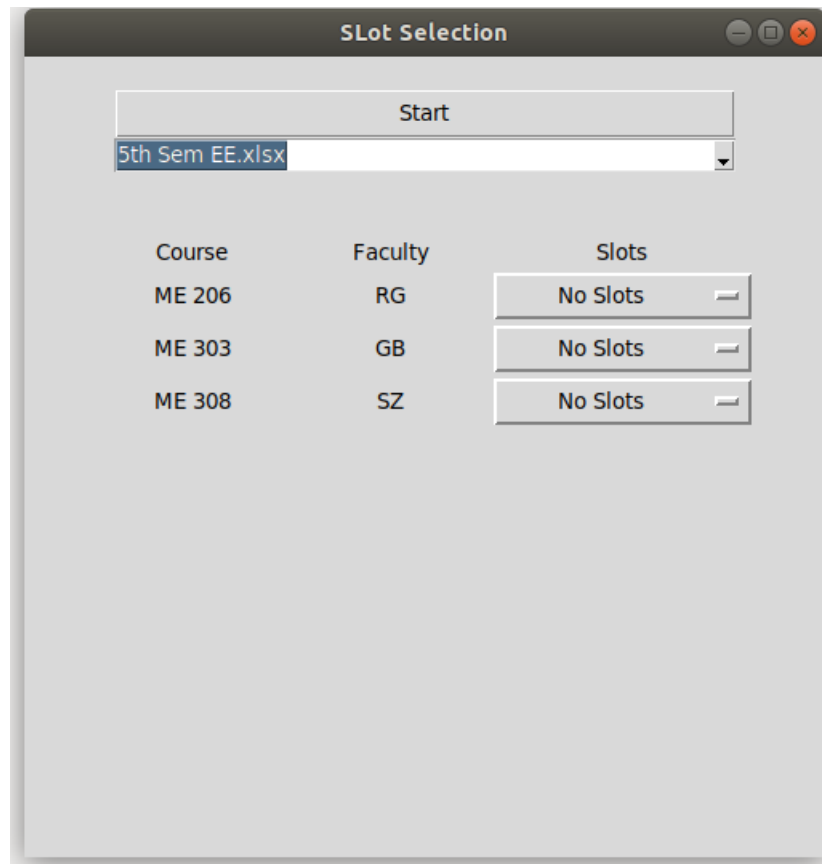 SLot Selection
Start
5th Sem EE.xlsx
Course Faculty Slots
ME 206 RG No Slots
ME 303 GB No Slots
ME 308 SZ No Slots